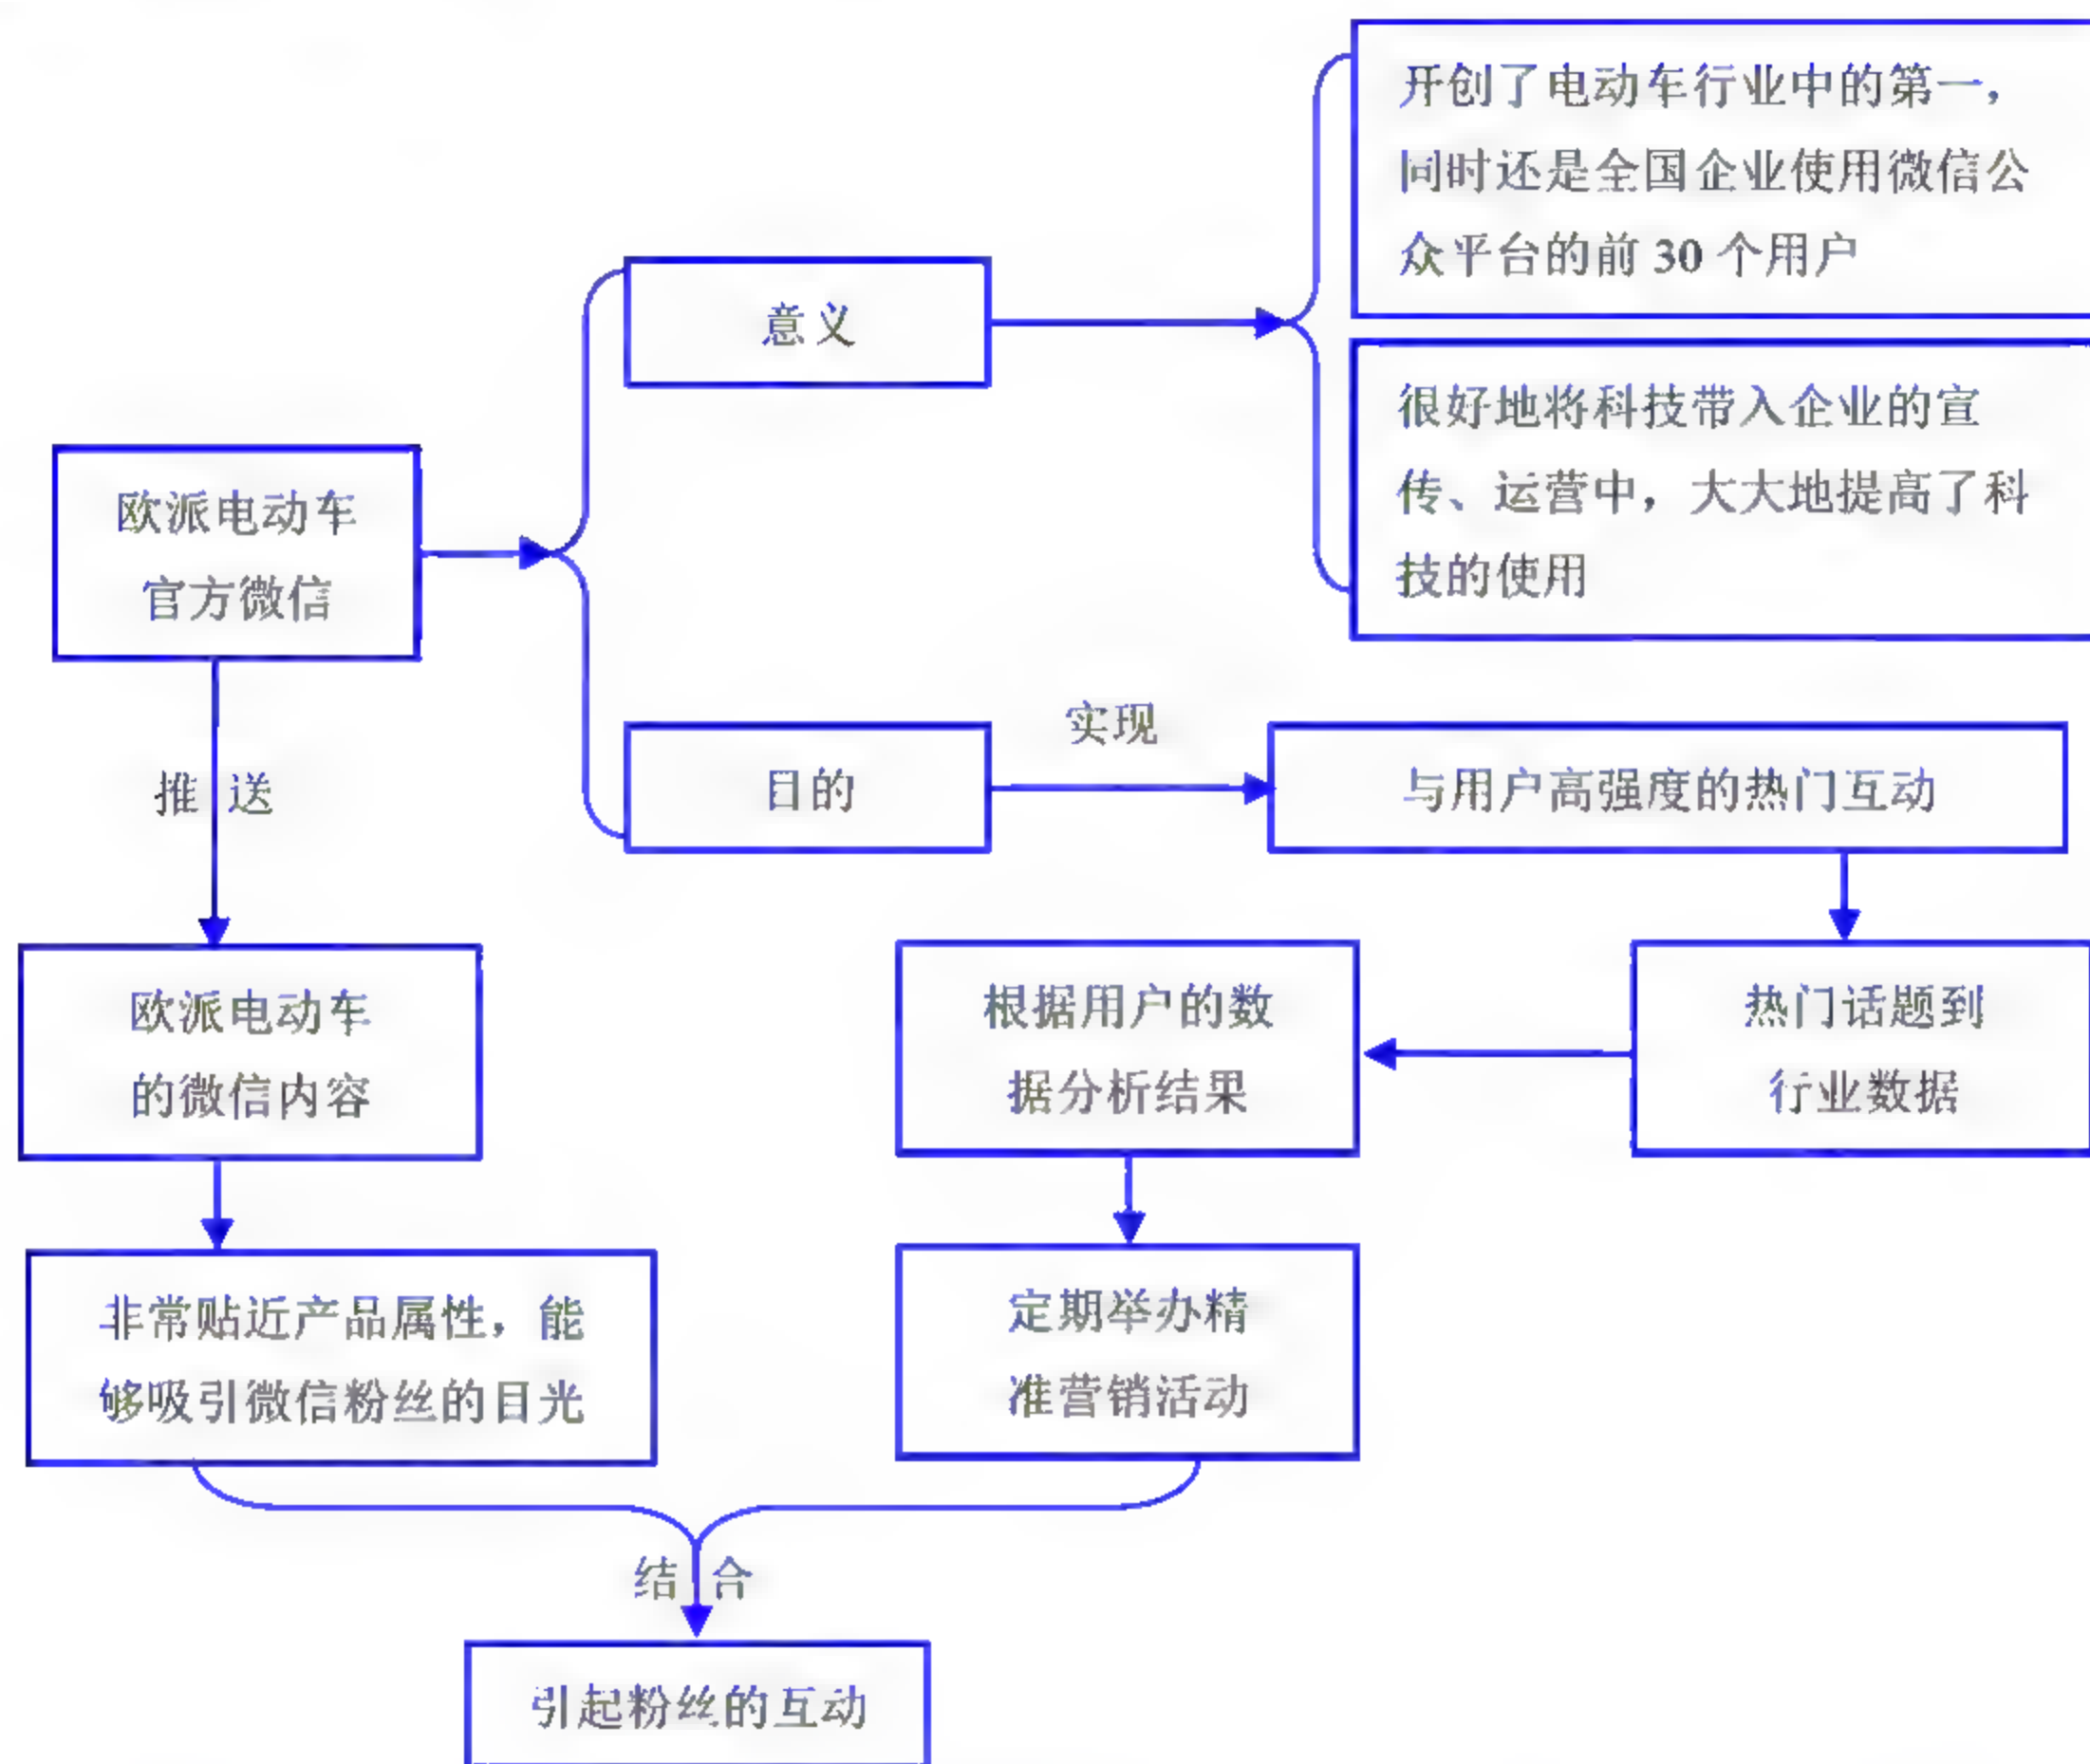 开创了电动车行业中的第一，
同时还是全国企业使用微信公
众平台的前 30 个用户
意义
很好地将科技带入企业的宣
传、运营中，大大地提高了科
技的使用
欧派电动车
官方微信
实现
目的
与用户高强度的热门互动
推 送
欧派电动车
的微信内容
根据用户的数
据分析结果
热门话题到
行业数据
非常贴近产品属性，能
够吸引微信粉丝的目光
定期举办精
准营销活动
结 合
引起粉丝的互动